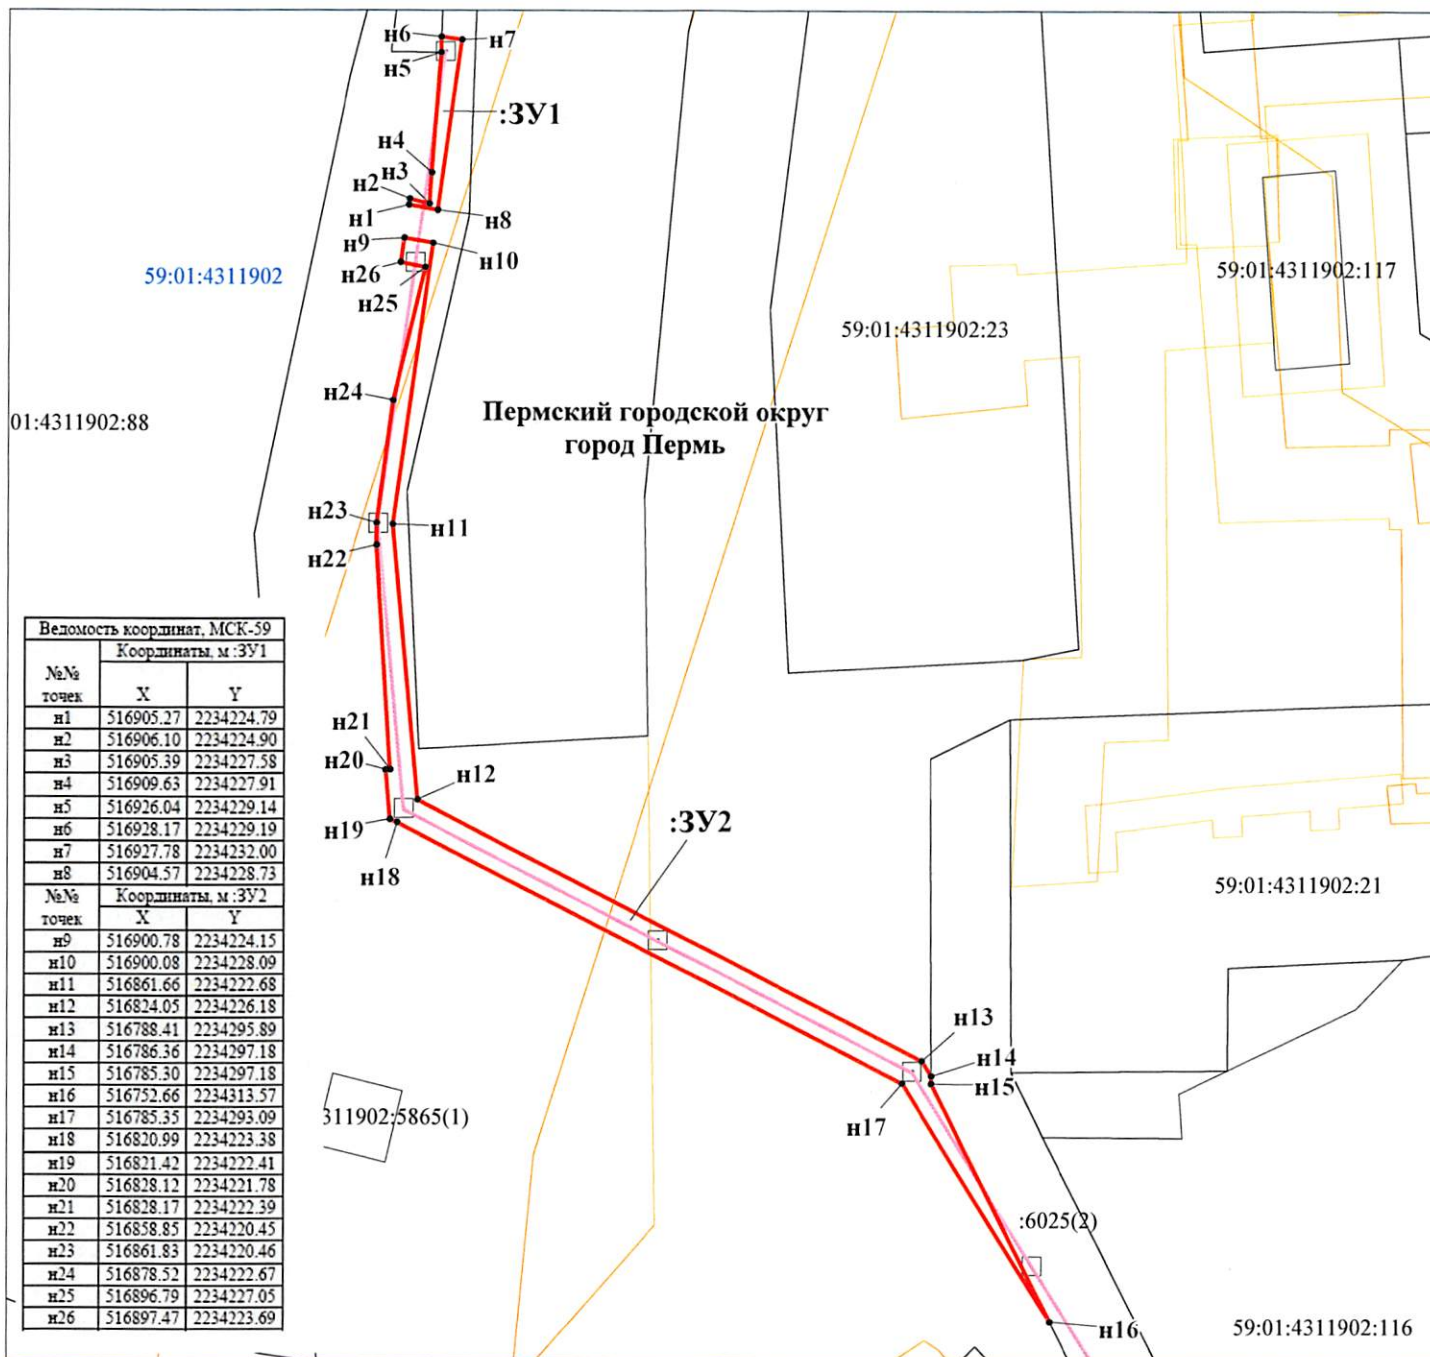 н6
н7
н5
:ЗУ1
н4
н3
н2
н1
н8
н9
н10
н26
н25
59:01:4311902
59:01:4311902:117
59:01:4311902:23
н24
01:4311902:88
Пермский городской округ
город Пермь
н23
н11
н22
н21
н20
н12
н19
:ЗУ2
н18
59:01:4311902:21
н13
н14
н15
н17
311902:5865(1)
:6025(2)
н16
59:01:4311902:116
Ведомость координат, МСК-59
№№ точек Координаты, м :ЗУ1
X Y
н1 516905.27 2234224.79
н2 516906.10 2234224.90
н3 516905.39 2234227.58
н4 516909.63 2234227.91
н5 516926.04 2234229.14
н6 516928.17 2234229.19
н7 516927.78 2234232.00
н8 516904.57 2234228.73
№№ точек Координаты, м :ЗУ2
X Y
н9 516900.78 2234224.15
н10 516900.08 2234228.09
н11 516861.66 2234222.68
н12 516824.05 2234226.18
н13 516788.41 2234295.89
н14 516786.36 2234297.18
н15 516785.30 2234297.18
н16 516752.66 2234313.57
н17 516785.35 2234293.09
н18 516820.99 2234223.38
н19 516821.42 2234222.41
н20 516828.12 2234221.78
н21 516828.17 2234222.39
н22 516858.85 2234220.45
н23 516861.83 2234220.46
н24 516878.52 2234222.67
н25 516896.79 2234227.05
н26 516897.47 2234223.69